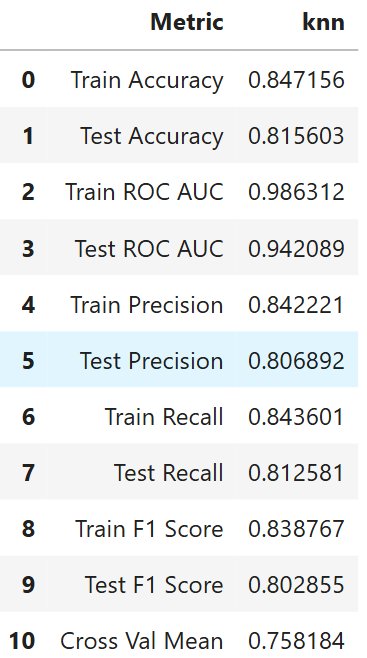 Metric knn
0 Train Accuracy 0.847156
1 Test Accuracy 0.815603
2 Train ROC AUC 0.986312
3 Test ROC AUC 0.942089
4 Train Precision 0.842221
5 Test Precision 0.806892
6 Train Recall 0.843601
7 Test Recall 0.812581
8 Train F1 Score 0.838767
9 Test F1 Score 0.802855
10 Cross Val Mean 0.758184